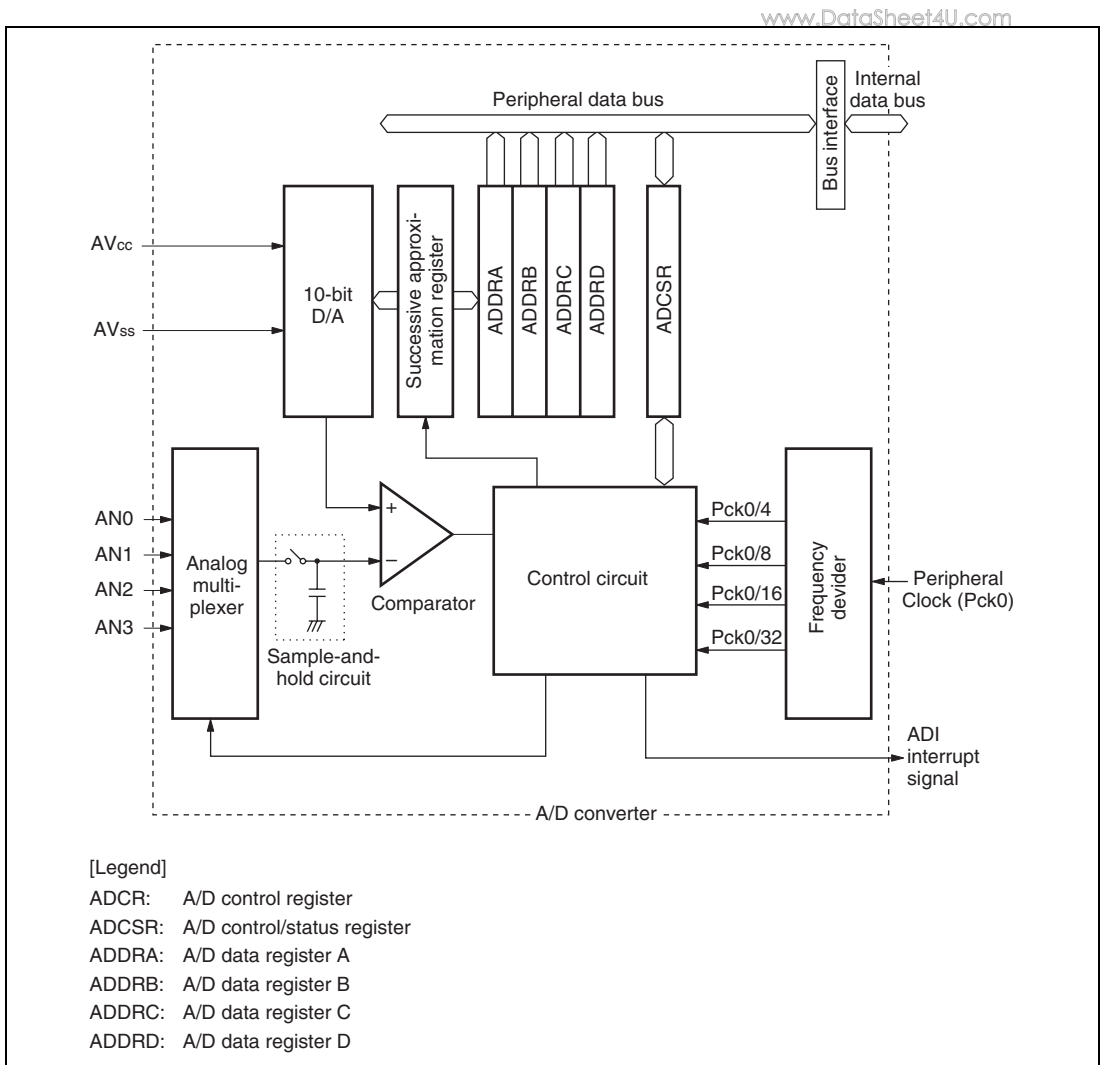 www.DataSheet4U.com
Internal
data bus
Peripheral data bus
Bus interface
AVcc
AVss
10-bit
D/A
Successive approxi-
mation register
ADDRA
ADDRB
ADDRC
ADDRD
ADCSR
AN0
AN1
AN2
AN3
Analog
multi-
plexer
Sample-and-
hold circuit
+
−
Comparator
Control circuit
Pck0/4
Pck0/8
Pck0/16
Pck0/32
Frequency
devider
Peripheral
Clock (Pck0)
ADI
interrupt
signal
A/D converter
[Legend]
ADCR: A/D control register
ADCSR: A/D control/status register
ADDRA: A/D data register A
ADDRB: A/D data register B
ADDRC: A/D data register C
ADDRD: A/D data register D